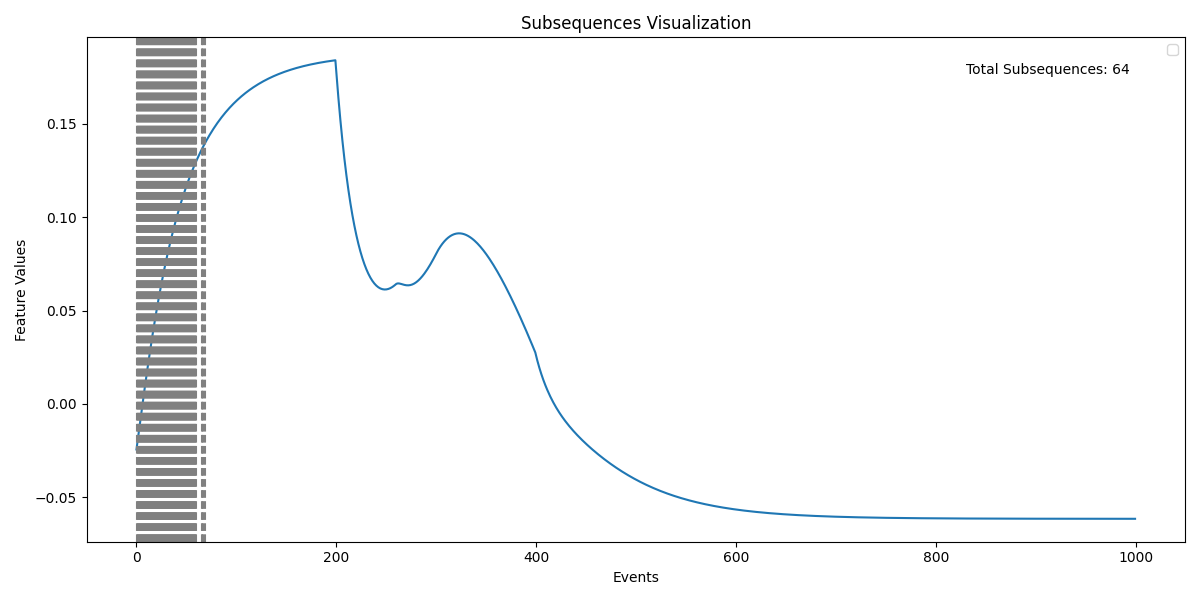 Subsequences Visualization
Total Subsequences: 64
Feature Values
0.15
0.10
0.05
0.00
−0.05
0
200
400
600
800
1000
Events